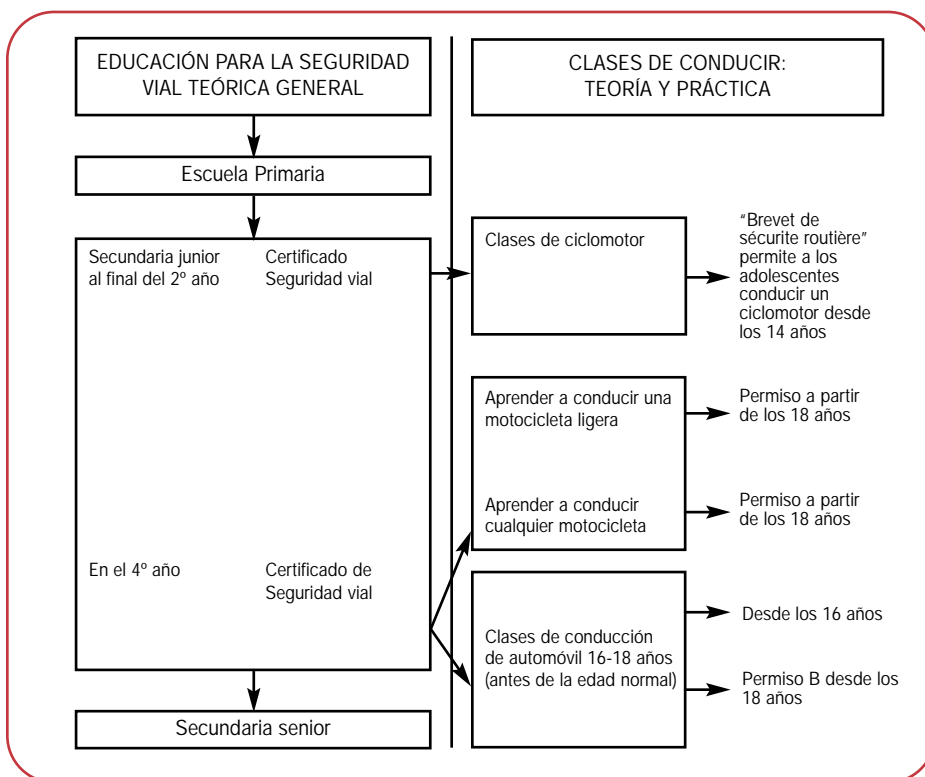 EDUCACIÓN PARA LA SEGURIDAD
VIAL TEÓRICA GENERAL
Escuela Primaria
Secundaria junior
al final del 2º año
Certificado
Seguridad vial
En el 4º año
Certificado de
Seguridad vial
Secundaria senior
CLASES DE CONDUCIR:
TEORÍA Y PRÁCTICA
Clases de ciclomotor
“Brevet de
sécurite routière”
permite a los
adolescentes
conducir un
ciclomotor desde
los 14 años
Aprender a conducir una
motocicleta ligera
Permiso a partir
de los 18 años
Aprender a conducir
cualquier motocicleta
Permiso a partir
de los 18 años
Clases de conducción
de automóvil 16-18 años
(antes de la edad normal)
Desde los 16 años
Permiso B desde los
18 años